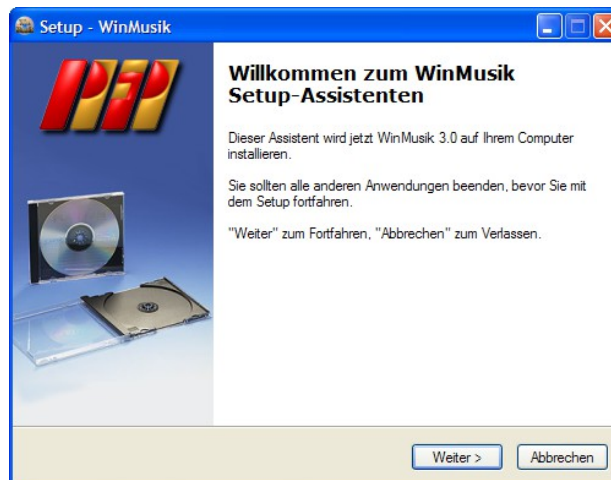 Setup - WinMusik
Willkommen zum WinMusik
Setup-Assistenten
Dieser Assistent wird jetzt WinMusik 3.0 auf Ihrem Computer
installieren.
Sie sollten alle anderen Anwendungen beenden, bevor Sie mit
dem Setup fortfahren.
"Weiter" zum Fortfahren, "Abbrechen" zum Verlassen.
Weiter >
Abbrechen